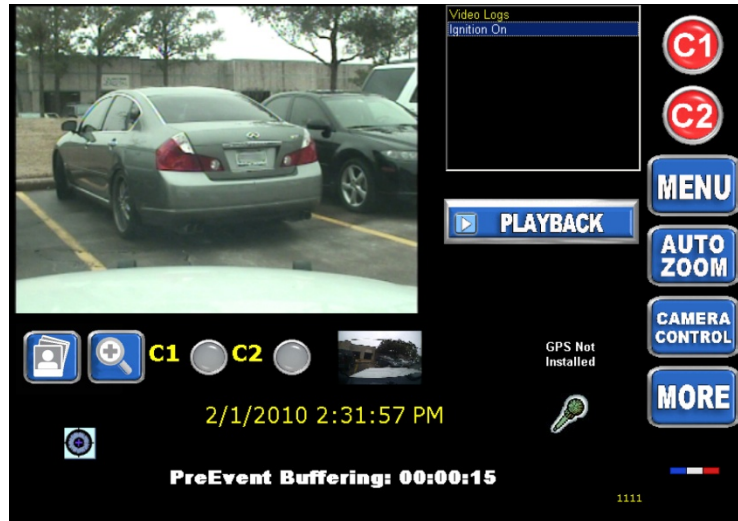 Video Logs
Ignition On
C1
C2
MENU
PLAYBACK
AUTO
ZOOM
CAMERA
CONTROL
C1
C2
GPS Not
Installed
MORE
2/1/2010 2:31:57 PM
PreEvent Buffering: 00:00:15
1111